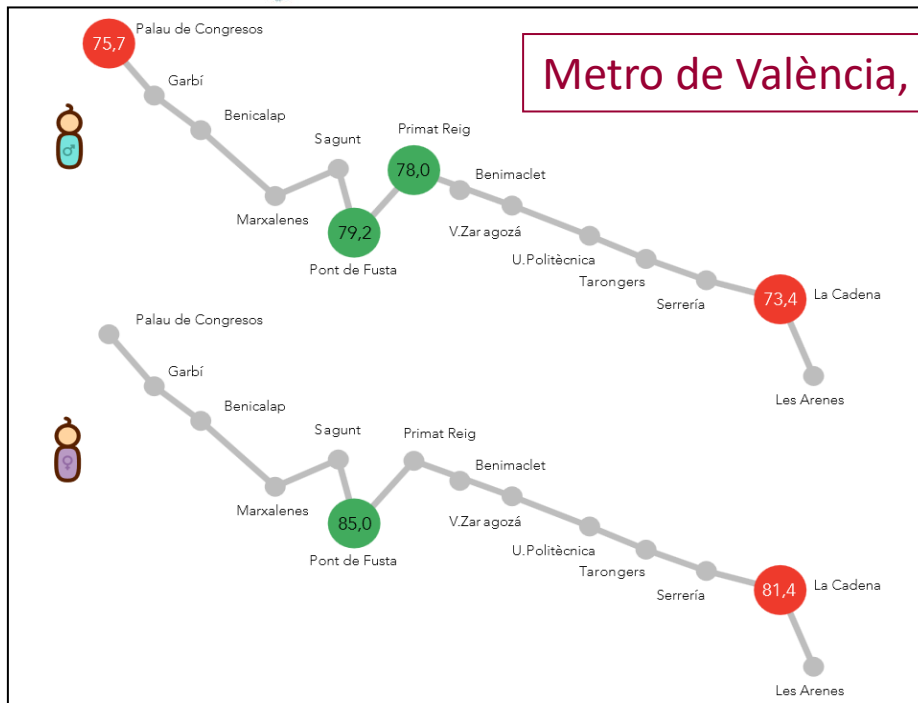 Palau de Congresos
75,7
Metro de València,
Garbí
Benicalap
Sagunt
Primat Reig
78,0
Benimaclet
Marxalenes
V.Zaragozá
79,2
U.Politècnica
Pont de Fusta
Tarongers
Serrería
73,4
La Cadena
Les Arenes
Palau de Congresos
Garbí
Benicalap
Sagunt
Primat Reig
Benimaclet
Marxalenes
V.Zaragozá
85,0
U.Politècnica
Pont de Fusta
Tarongers
Serrería
81,4
La Cadena
Les Arenes